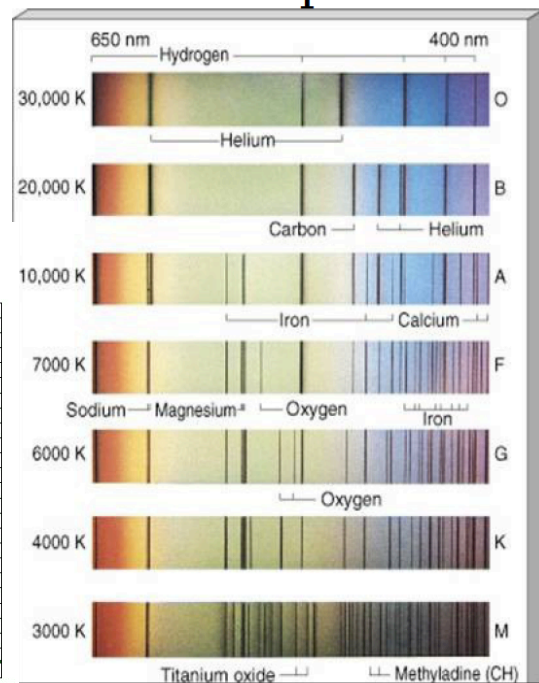 650 nm 400 nm
Hydrogen
30,000 K O
Helium
20,000 K B
Carbon Helium
10,000 K A
Iron Calcium
7000 K F
Sodium Magnesium Oxygen Iron
6000 K G
Oxygen
4000 K K
3000 K M
Titanium oxide Methyladine (CH)